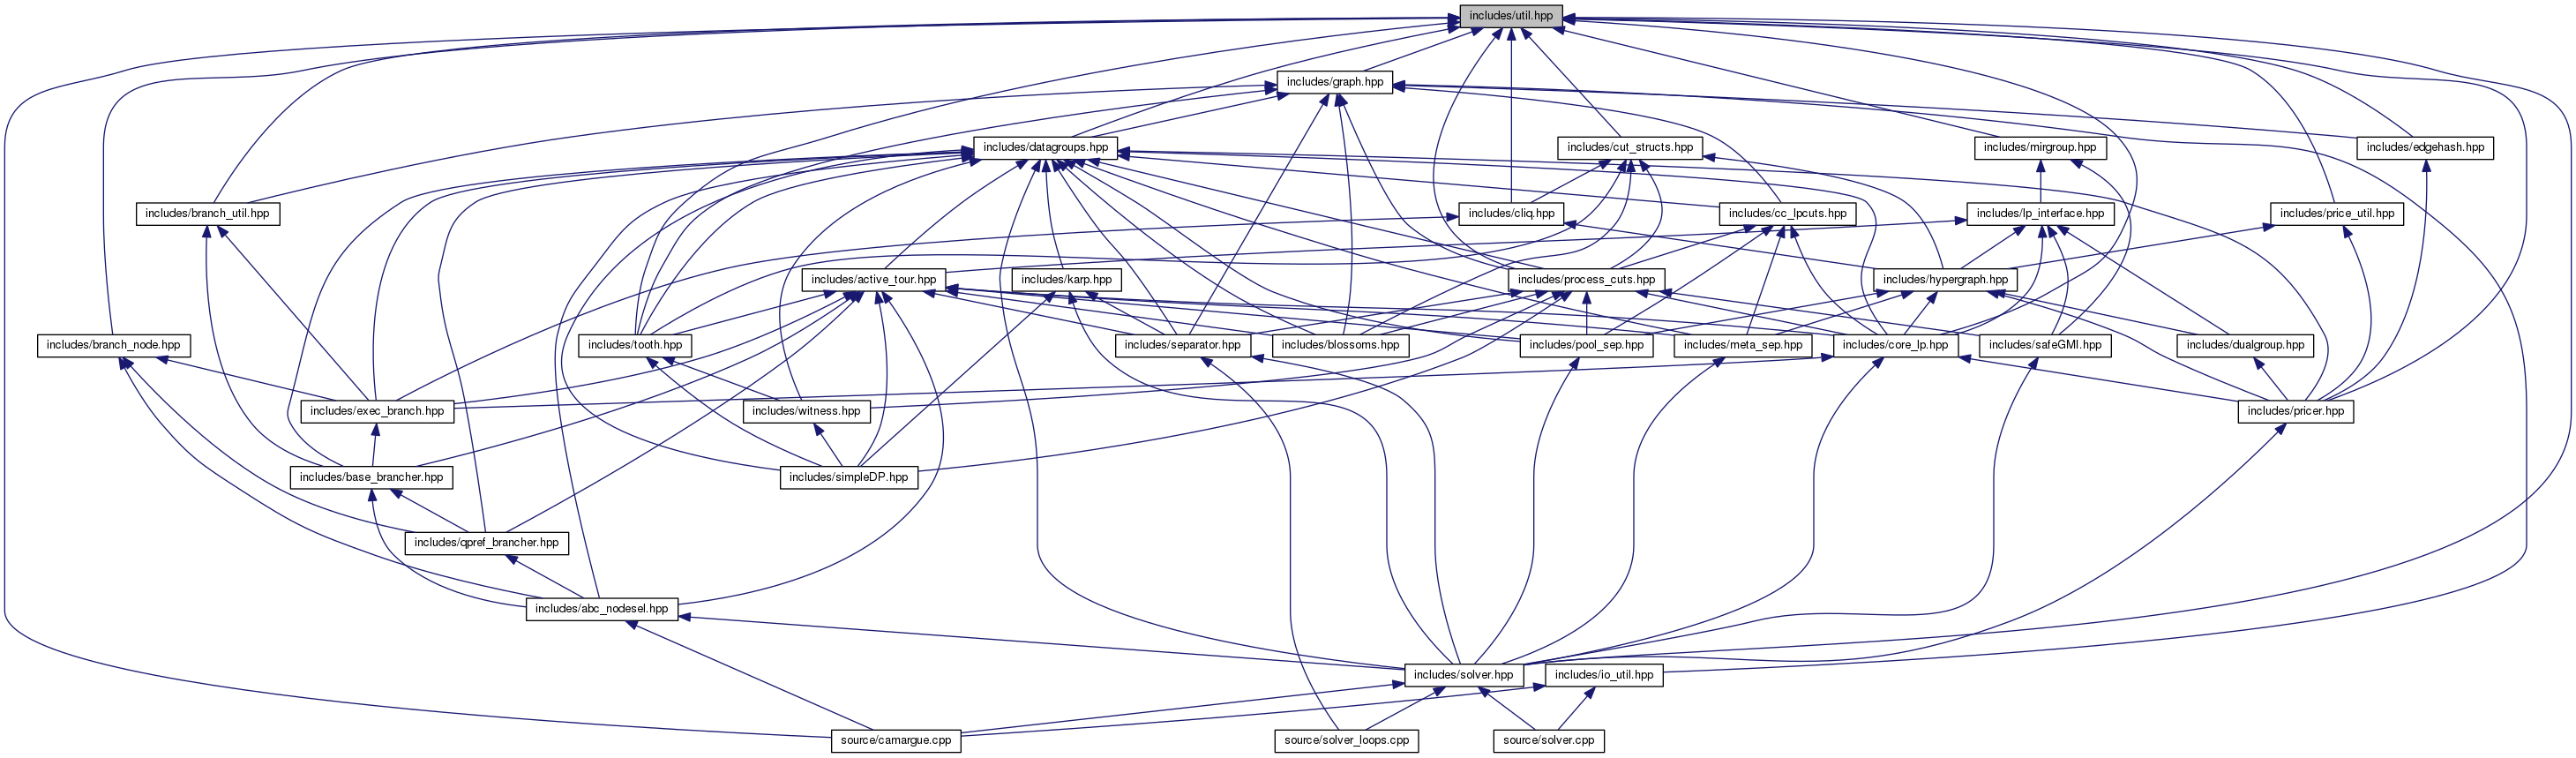 includes/util.hpp
includes/graph.hpp
includes/datagroups.hpp
includes/cut_structs.hpp
includes/mirgroup.hpp
includes/edgehash.hpp
includes/branch_util.hpp
includes/cliq.hpp
includes/cc_lpcuts.hpp
includes/lp_interface.hpp
includes/price_util.hpp
includes/active_tour.hpp
includes/karp.hpp
includes/process_cuts.hpp
includes/hypergraph.hpp
includes/branch_node.hpp
includes/tooth.hpp
includes/separator.hpp
includes/blossoms.hpp
includes/pool_sep.hpp
includes/meta_sep.hpp
includes/core_lp.hpp
includes/safeGMI.hpp
includes/dualgroup.hpp
includes/exec_branch.hpp
includes/witness.hpp
includes/pricer.hpp
includes/base_brancher.hpp
includes/simpleDP.hpp
includes/qpref_brancher.hpp
includes/abc_nodesel.hpp
includes/solver.hpp
includes/io_util.hpp
source/camargue.cpp
source/solver_loops.cpp
source/solver.cpp